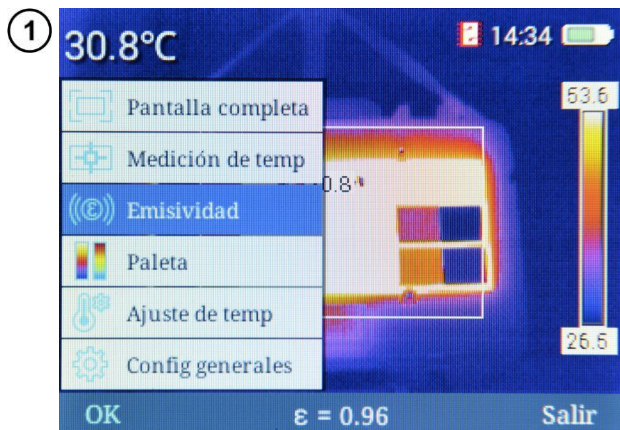 1
30.8°C
14:34
53.6
Pantalla completa
Medición de temp
0.8
Emisividad
Paleta
Ajuste de temp
26.5
Config generales
OK ε = 0.96 Salir